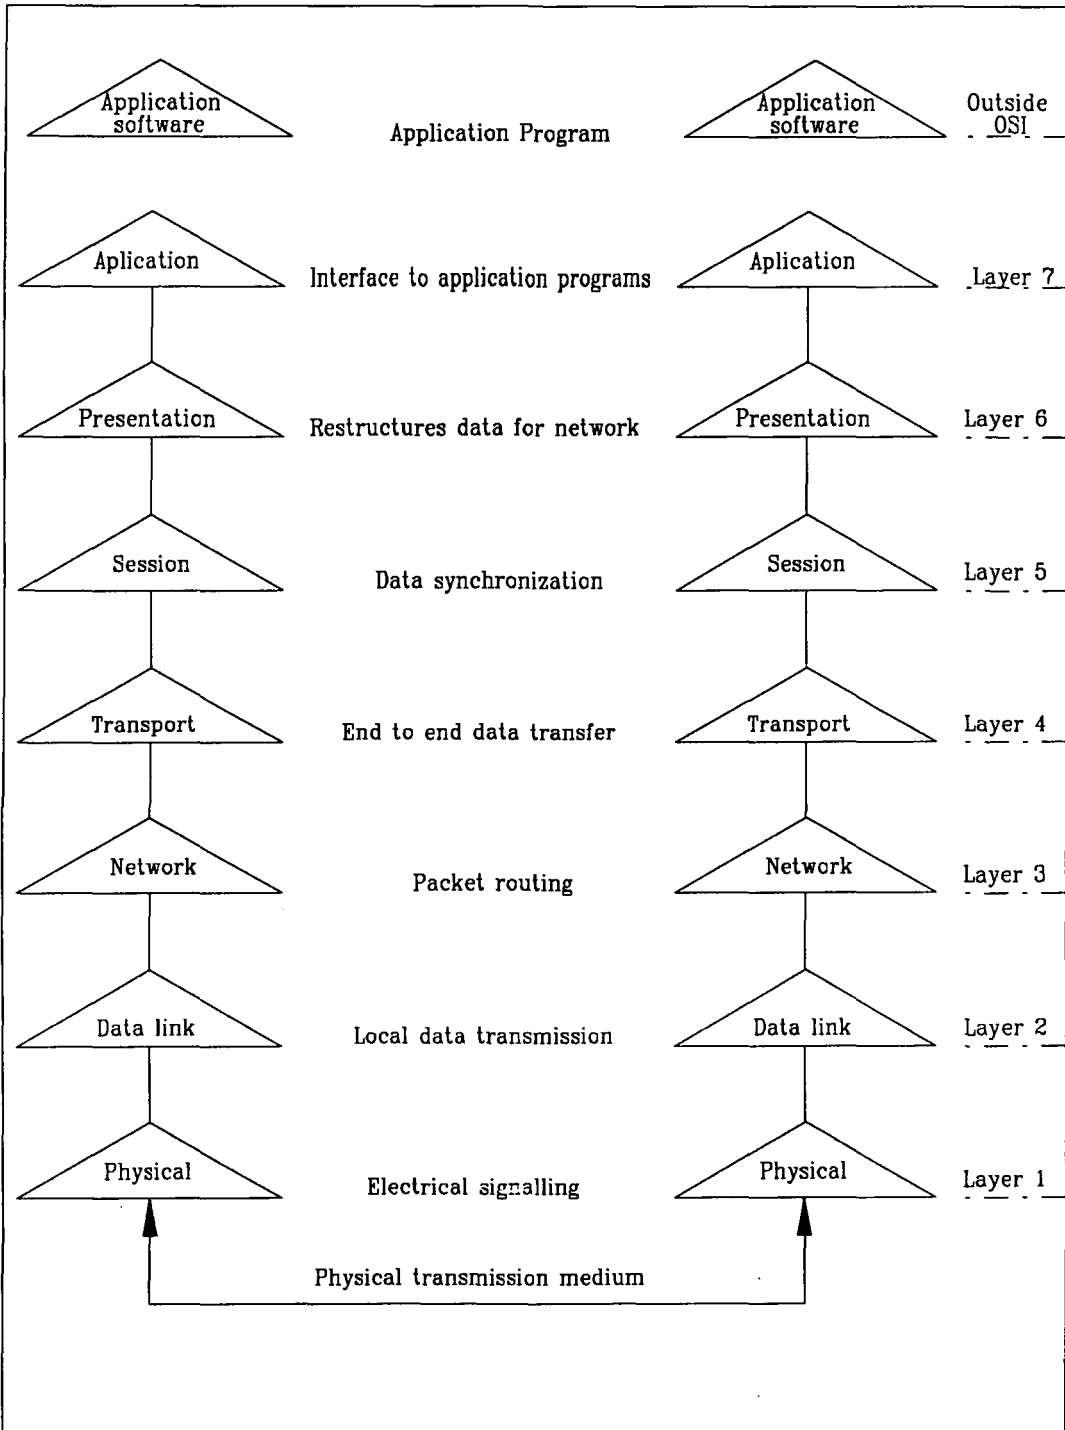 Application
software
Application Program
Application
software
Outside
OSI
Aplication
Interface to application programs
Aplication
Layer 7
Presentation
Restructures data for network
Presentation
Layer 6
Session
Data synchronization
Session
Layer 5
Transport
End to end data transfer
Transport
Layer 4
Network
Packet routing
Network
Layer 3
Data link
Local data transmission
Data link
Layer 2
Physical
Electrical signalling
Physical
Layer 1
Physical transmission medium